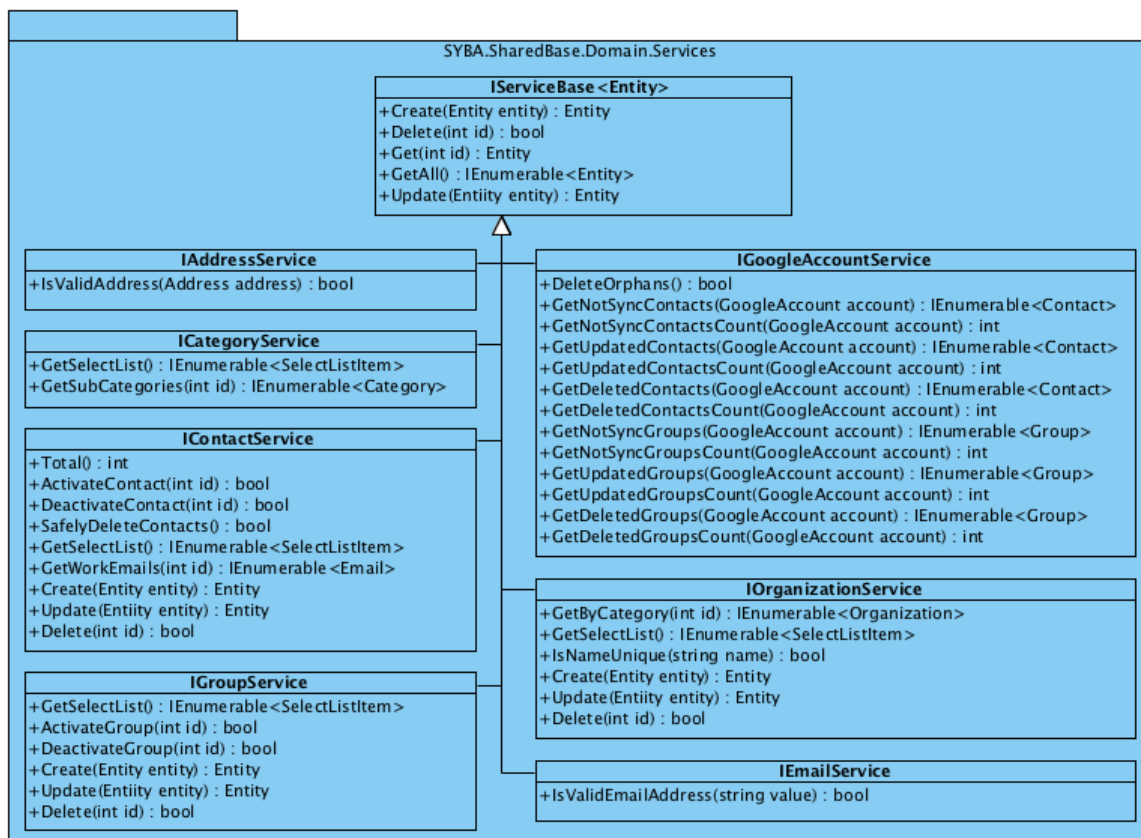 SYBA.SharedBase.Domain.Services
IServiceBase<Entity>
+Create(Entity entity) : Entity
+Delete(int id) : bool
+Get(int id) : Entity
+GetAll() : IEnumerable<Entity>
+Update(Entiity entity) : Entity
IAddressService
+IsValidAddress(Address address) : bool
ICategoryService
+GetSelectList() : IEnumerable<SelectListItem>
+GetSubCategories(int id) : IEnumerable<Category>
IContactService
+Total() : int
+ActivateContact(int id) : bool
+DeactivateContact(int id) : bool
+SafelyDeleteContacts() : bool
+GetSelectList() : IEnumerable<SelectListItem>
+GetWorkEmails(int id) : IEnumerable<Email>
+Create(Entity entity) : Entity
+Update(Entiity entity) : Entity
+Delete(int id) : bool
IGroupService
+GetSelectList() : IEnumerable<SelectListItem>
+ActivateGroup(int id) : bool
+DeactivateGroup(int id) : bool
+Create(Entity entity) : Entity
+Update(Entiity entity) : Entity
+Delete(int id) : bool
IGoogleAccountService
+DeleteOrphans() : bool
+GetNotSyncContacts(GoogleAccount account) : IEnumerable<Contact>
+GetNotSyncContactsCount(GoogleAccount account) : int
+GetUpdatedContacts(GoogleAccount account) : IEnumerable<Contact>
+GetUpdatedContactsCount(GoogleAccount account) : int
+GetDeletedContacts(GoogleAccount account) : IEnumerable<Contact>
+GetDeletedContactsCount(GoogleAccount account) : int
+GetNotSyncGroups(GoogleAccount account) : IEnumerable<Group>
+GetNotSyncGroupsCount(GoogleAccount account) : int
+GetUpdatedGroups(GoogleAccount account) : IEnumerable<Group>
+GetUpdatedGroupsCount(GoogleAccount account) : int
+GetDeletedGroups(GoogleAccount account) : IEnumerable<Group>
+GetDeletedGroupsCount(GoogleAccount account) : int
IOrganizationService
+GetByCategory(int id) : IEnumerable<Organization>
+GetSelectList() : IEnumerable<SelectListItem>
+IsNameUnique(string name) : bool
+Create(Entity entity) : Entity
+Update(Entiity entity) : Entity
+Delete(int id) : bool
IEmailService
+IsValidEmailAddress(string value) : bool